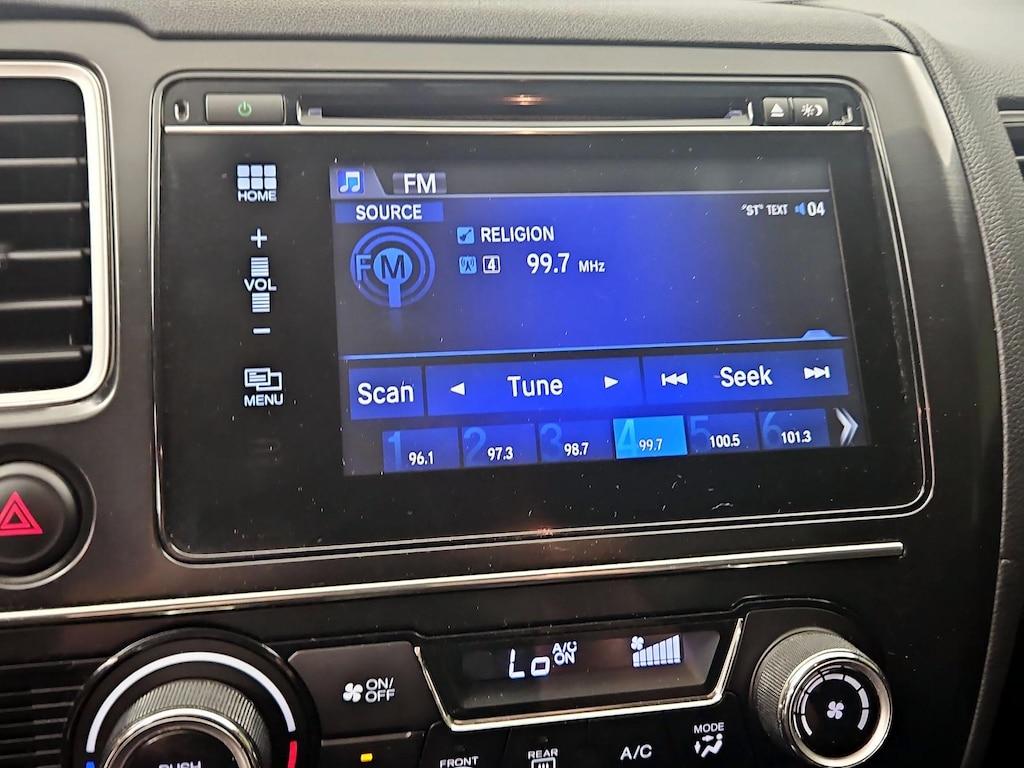 HOME
+
VOL
−
MENU
FM
SOURCE
"ST" TEXT 04
FM
RELIGION
4 99.7 MHz
Scan Tune Seek
1 96.1 2 97.3 3 98.7 4 99.7 5 100.5 6 101.3
Lo A/C ON
ON/OFF
PUSH
FRONT
REAR
A/C
MODE